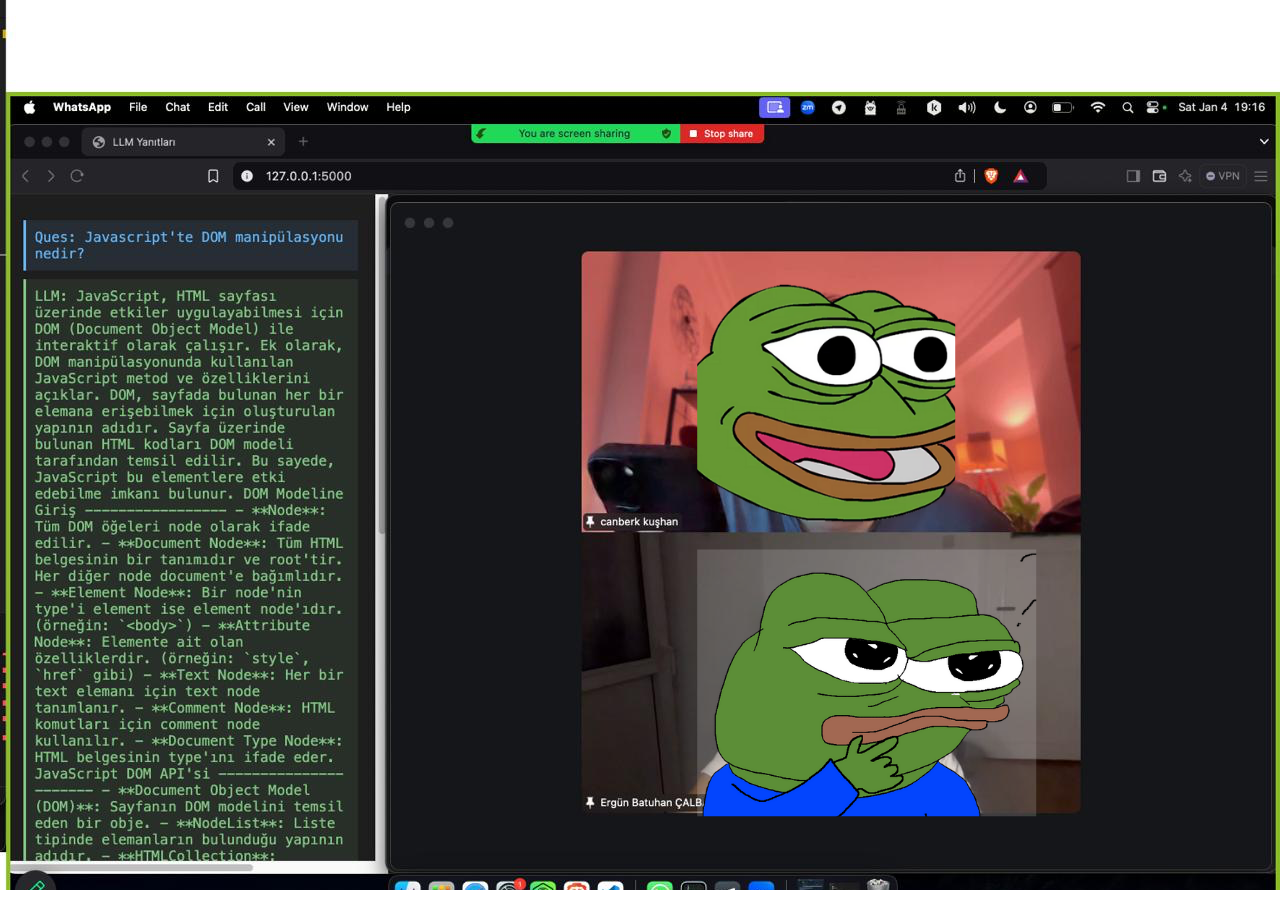 WhatsApp File Chat Edit Call View Window Help
zm
Sat Jan 4 19:16
LLM Yanıtları
You are screen sharing
Stop share
127.0.0.1:5000
VPN
Ques: Javascript'te DOM manipülasyonu
nedir?
LLM: JavaScript, HTML sayfası
üzerinde etkiler uygulayabilmesi için
DOM (Document Object Model) ile
interaktif olarak çalışır. Ek olarak,
DOM manipülasyonunda kullanılan
JavaScript metod ve özelliklerini
açıklar. DOM, sayfada bulunan her bir
elemana erişebilmek için oluşturulan
yapının adıdır. Sayfa üzerinde
bulunan HTML kodları DOM modeli
tarafından temsil edilir. Bu sayede,
JavaScript bu elementlere etki
edebilme imkanı bulunur. DOM Modeline
Giriş ----------------- - **Node**:
Tüm DOM öğeleri node olarak ifade
edilir. - **Document Node**: Tüm HTML
belgesinin bir tanımıdır ve root'tir.
Her diğer node document'e bağımlıdır.
- **Element Node**: Bir node'nin
type'i element ise element node'ıdır.
(örneğin: `<body>`) - **Attribute
Node**: Elemente ait olan
özelliklerdir. (örneğin: `style`,
`href` gibi) - **Text Node**: Her bir
text elemanı için text node
tanımlanır. - **Comment Node**: HTML
komutları için comment node
kullanılır. - **Document Type Node**:
HTML belgesinin type'ını ifade eder.
JavaScript DOM API'si ---------------
------- - **Document Object Model
(DOM)**: Sayfanın DOM modelini temsil
eden bir obje. - **NodeList**: Liste
tipinde elemanların bulunduğu yapının
adıdır. - **HTMLCollection**:
canberk kuşhan
Ergün Batuhan ÇALB
1